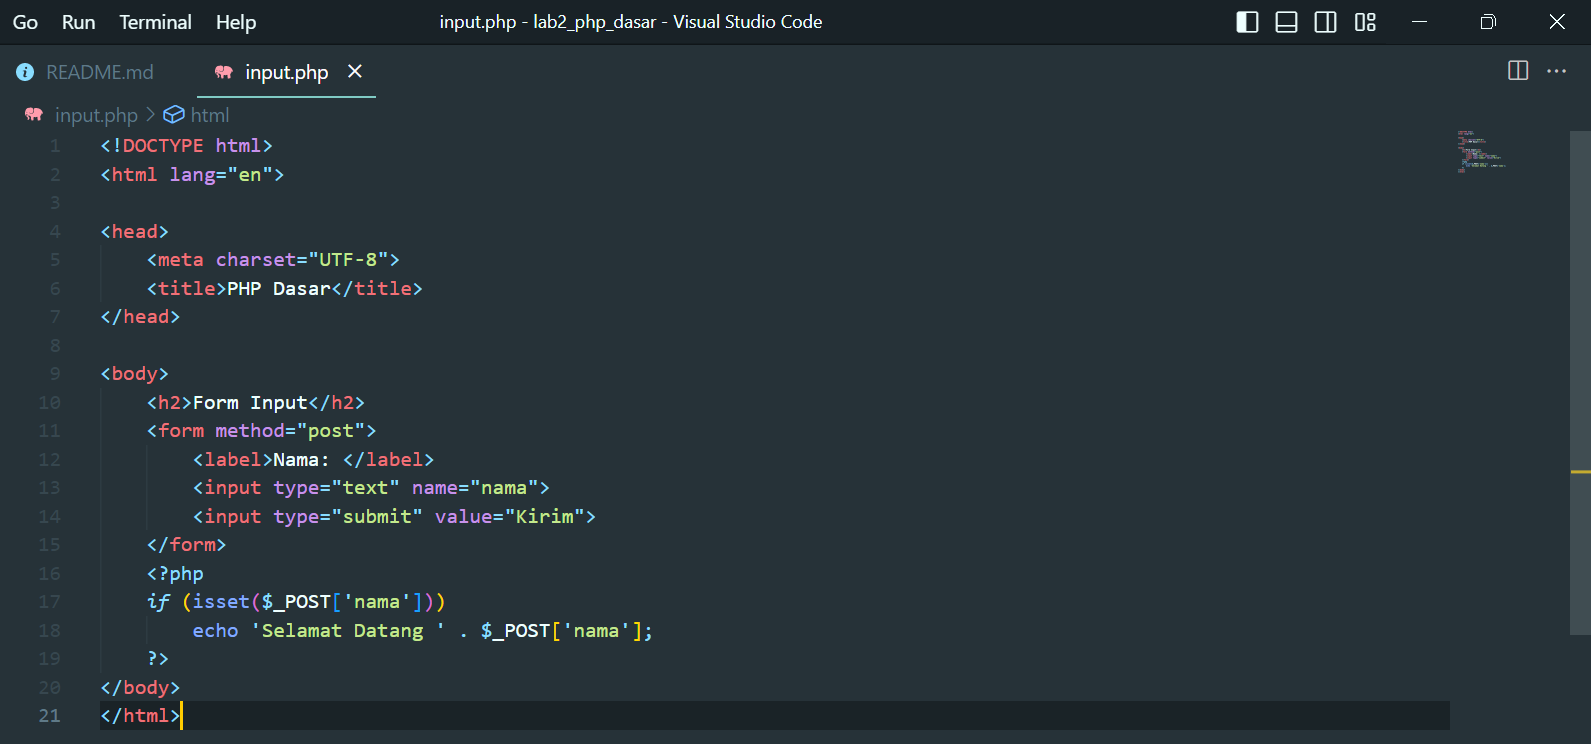 Go Run Terminal Help input.php - lab2_php_dasar - Visual Studio Code
README.md input.php
input.php > html
1 <!DOCTYPE html>
2 <html lang="en">
3
4 <head>
5     <meta charset="UTF-8">
6     <title>PHP Dasar</title>
7 </head>
8
9 <body>
10     <h2>Form Input</h2>
11     <form method="post">
12         <label>Nama: </label>
13         <input type="text" name="nama">
14         <input type="submit" value="Kirim">
15     </form>
16     <?php
17     if (isset($_POST['nama']))
18         echo 'Selamat Datang ' . $_POST['nama'];
19     ?>
20 </body>
21 </html>